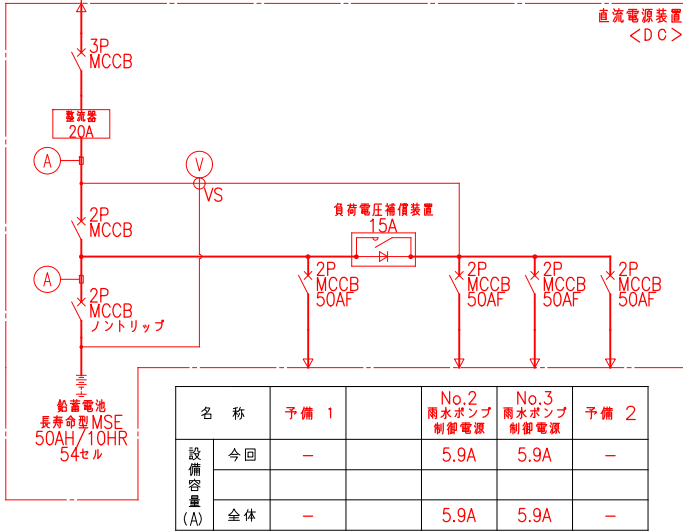 直流電源装置
<DC>
3P
MCCB
整流器
20A
A
V
VS
2P
MCCB
負荷電圧補償装置
15A
A
2P
MCCB
ノントリップ
2P
MCCB
50AF
2P
MCCB
50AF
2P
MCCB
50AF
2P
MCCB
50AF
鉛蓄電池
長寿命型MSE
50AH/10HR
54セル
名 称 予備 1 No.2 雨水ポンプ 制御電源 No.3 雨水ポンプ 制御電源 予備 2
設備容量(A)
今回 - 5.9A 5.9A -
全体 - 5.9A 5.9A -